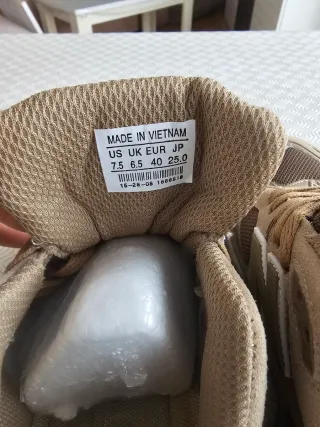 MADE IN VIETNAM
US UK EUR JP
7.5 6.5 40 25.0